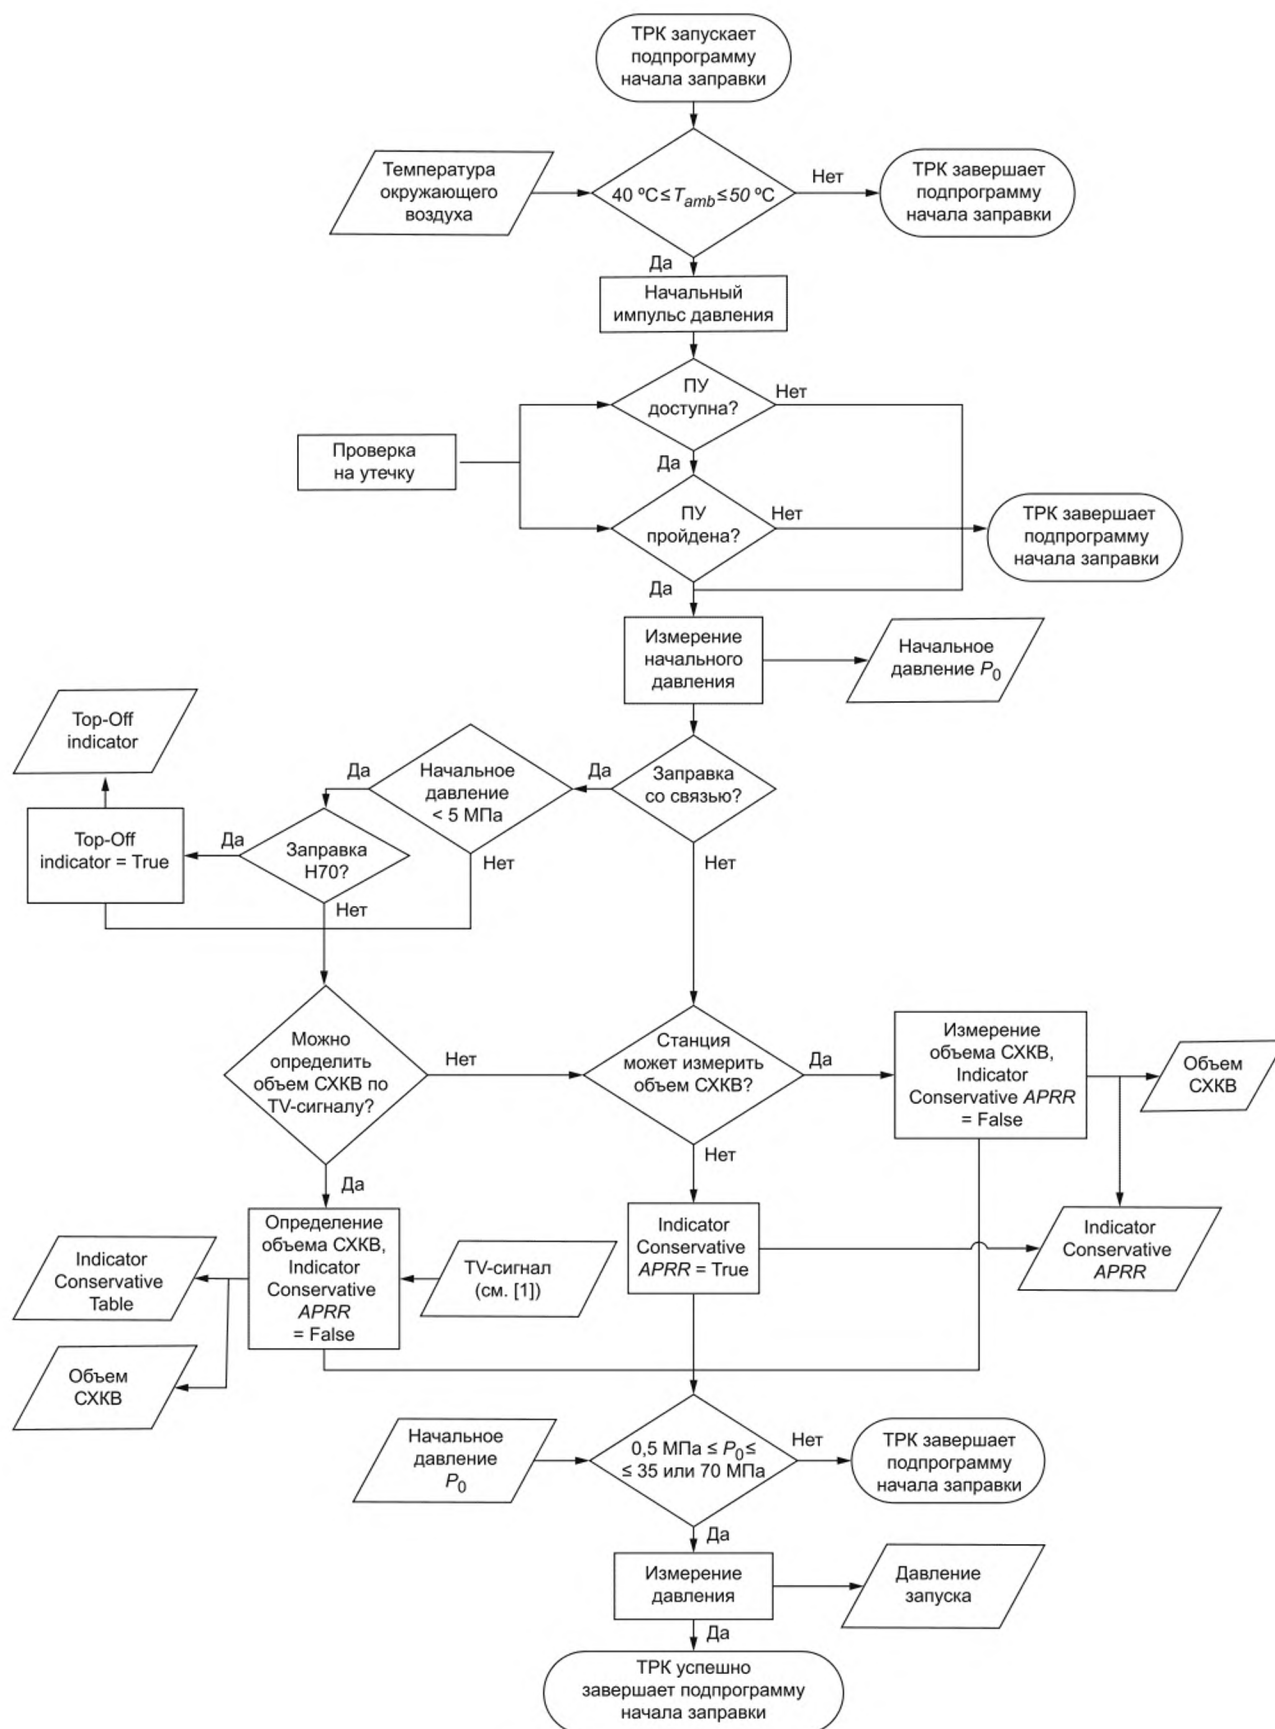 ТРК запускает
подпрограмму
начала заправки
Температура
окружающего
воздуха
40 ºC ≤ Tamb ≤ 50 ºC
Нет
ТРК завершает
подпрограмму
начала заправки
Да
Начальный
импульс давления
ПУ
доступна?
Нет
Проверка
на утечку
Да
ПУ
пройдена?
Нет
ТРК завершает
подпрограмму
начала заправки
Да
Измерение
начального
давления
Начальное
давление P0
Top-Off
indicator
Да
Начальное
давление
< 5 МПа
Да
Заправка
со связью?
Top-Off
indicator = True
Да
Заправка
H70?
Нет
Нет
Нет
Можно
определить
объем СХКВ по
TV-сигналу?
Нет
Станция
может измерить
объем СХКВ?
Да
Измерение
объема СХКВ,
Indicator
Conservative APRR
= False
Объем
СХКВ
Да
Нет
Indicator
Conservative
Table
Определение
объема СХКВ,
Indicator
Conservative
APRR
= False
TV-сигнал
(см. [1])
Indicator
Conservative
APRR = True
Indicator
Conservative
APRR
Объем
СХКВ
Начальное
давление
P0
0,5 МПа ≤ P0 ≤
≤ 35 или 70 МПа
Нет
ТРК завершает
подпрограмму
начала заправки
Да
Измерение
давления
Давление
запуска
Да
ТРК успешно
завершает подпрограмму
начала заправки